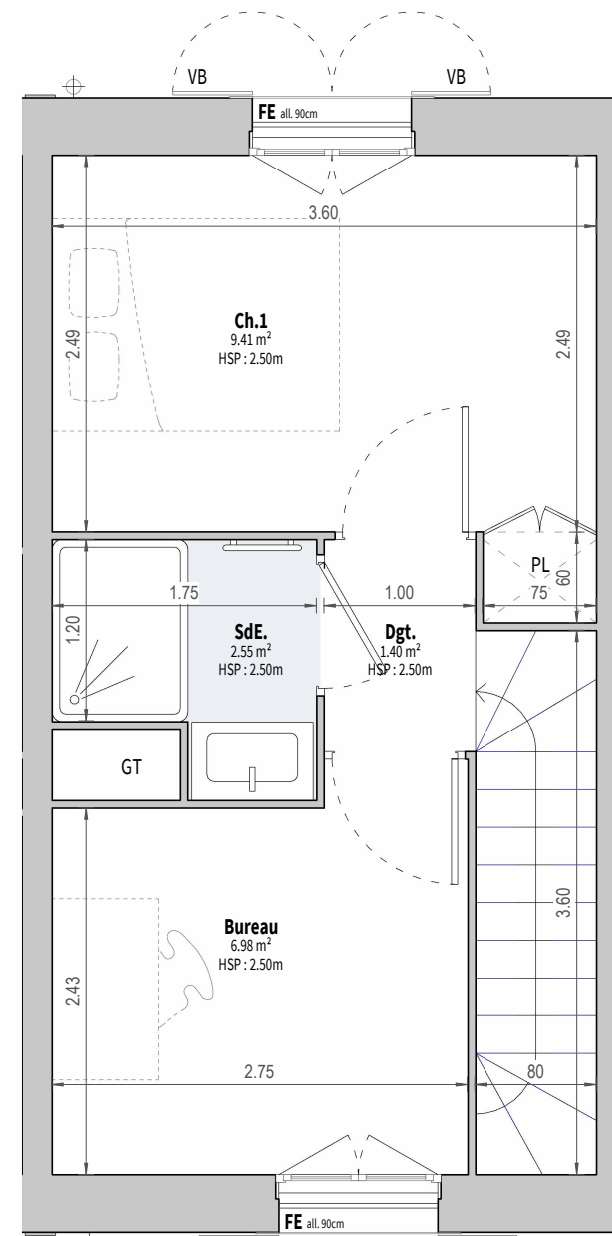 VB
VB
FE all. 90cm
3.60
2.49
2.49
Ch.1
9.41 m²
HSP : 2.50m
PL
60
75
1.75
1.00
1.20
SdE.
2.55 m²
HSP : 2.50m
Dgt.
1.40 m²
HSP : 2.50m
GT
3.60
Bureau
6.98 m²
HSP : 2.50m
2.43
2.75
80
FE all. 90cm